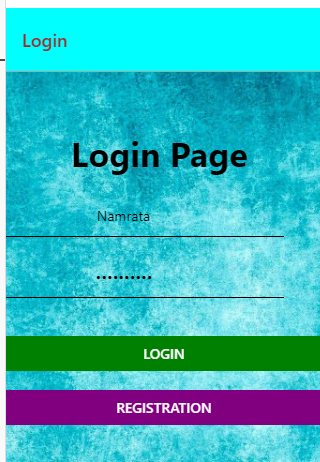 Login
Login Page
Namrata
••••••••••
LOGIN
REGISTRATION